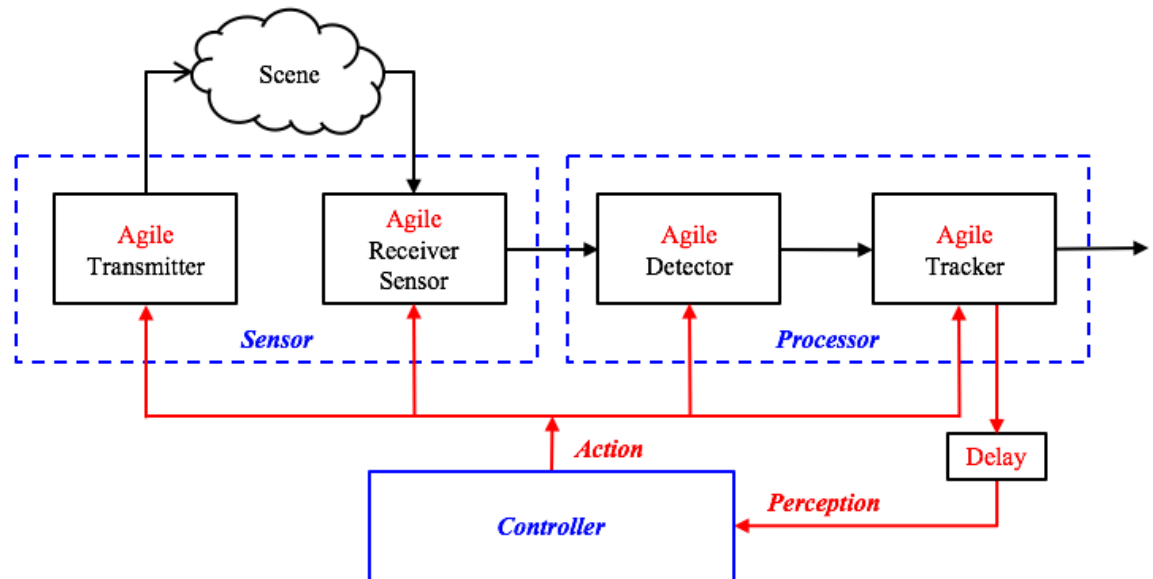 Scene
Agile
Transmitter
Agile
Receiver
Sensor
Agile
Detector
Agile
Tracker
Sensor
Processor
Action
Delay
Perception
Controller